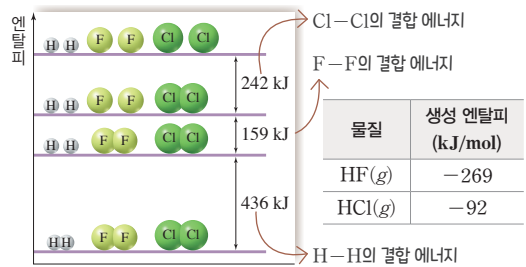 엔탈피
H H F F Cl Cl
Cl－Cl의 결합 에너지
242 kJ
F－F의 결합 에너지
H H F F Cl Cl
159 kJ
H H F F Cl Cl
436 kJ
H H F F Cl Cl
H－H의 결합 에너지
물질 생성 엔탈피 (kJ/mol)
HF(g) －269
HCl(g) －92